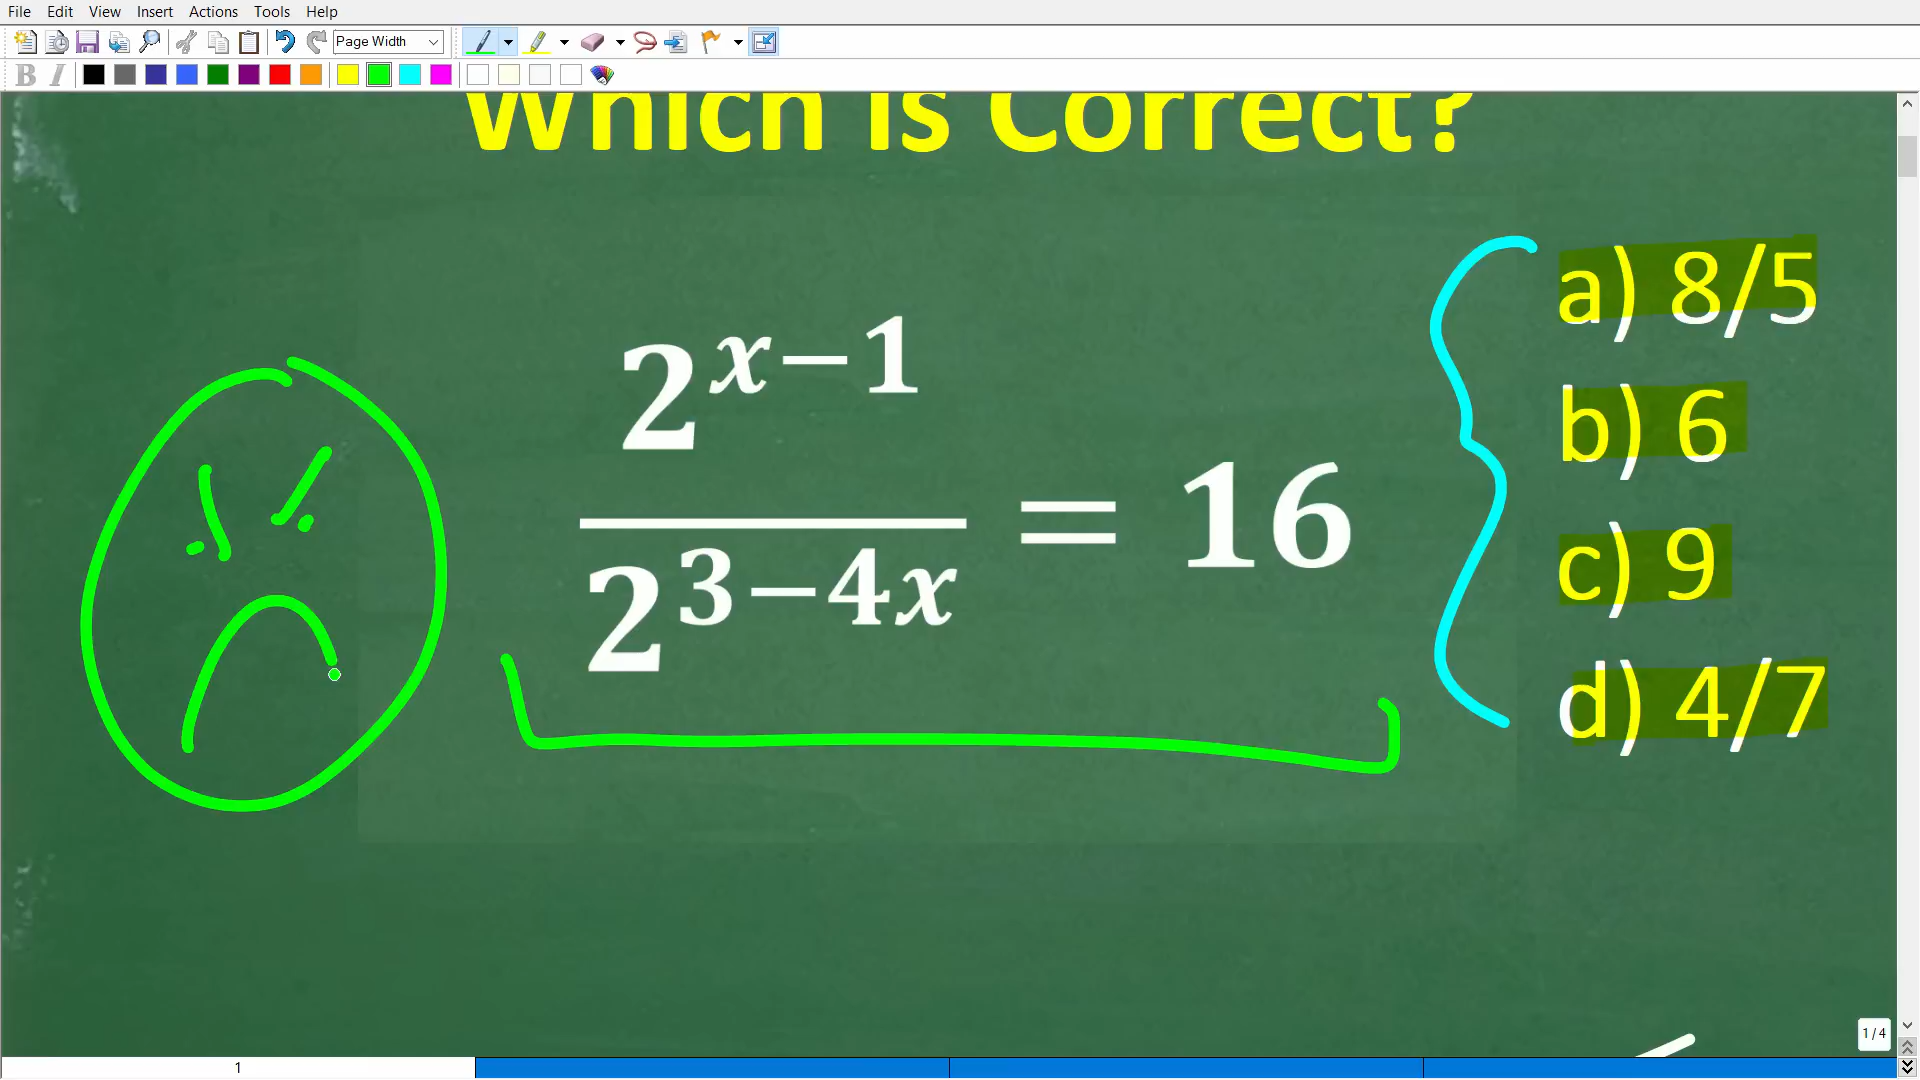 File Edit View Insert Actions Tools Help
Page Width
B I
Which is Correct?
2^{x−1}
2^{3−4x}
= 16
a) 8/5
b) 6
c) 9
d) 4/7
1 / 4
1